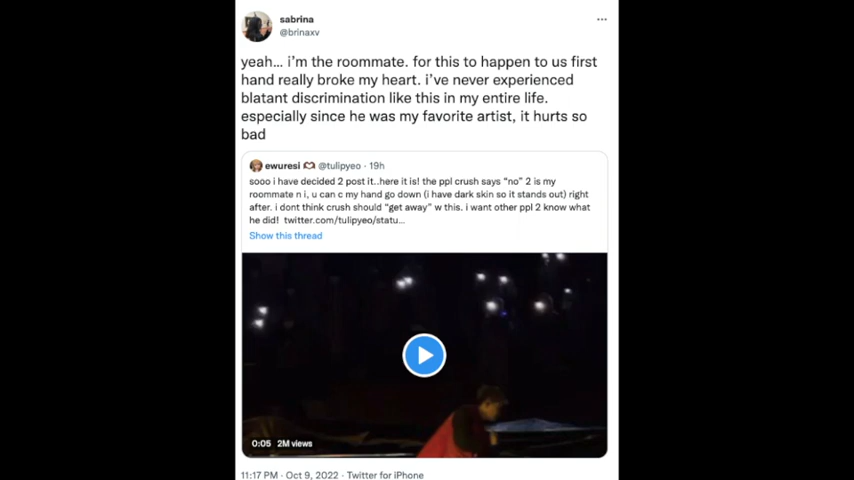 sabrina
@brinaxv
yeah... i'm the roommate. for this to happen to us first
hand really broke my heart. i've never experienced
blatant discrimination like this in my entire life.
especially since he was my favorite artist, it hurts so
bad
ewuresi @tulipyeo · 19h
sooo i have decided 2 post it..here it is! the ppl crush says “no” 2 is my
roommate n i, u can c my hand go down (i have dark skin so it stands out) right
after. i dont think crush should “get away” w this. i want other ppl 2 know what
he did! twitter.com/tulipyeo/statu...
Show this thread
0:05 2M views
11:17 PM · Oct 9, 2022 · Twitter for iPhone